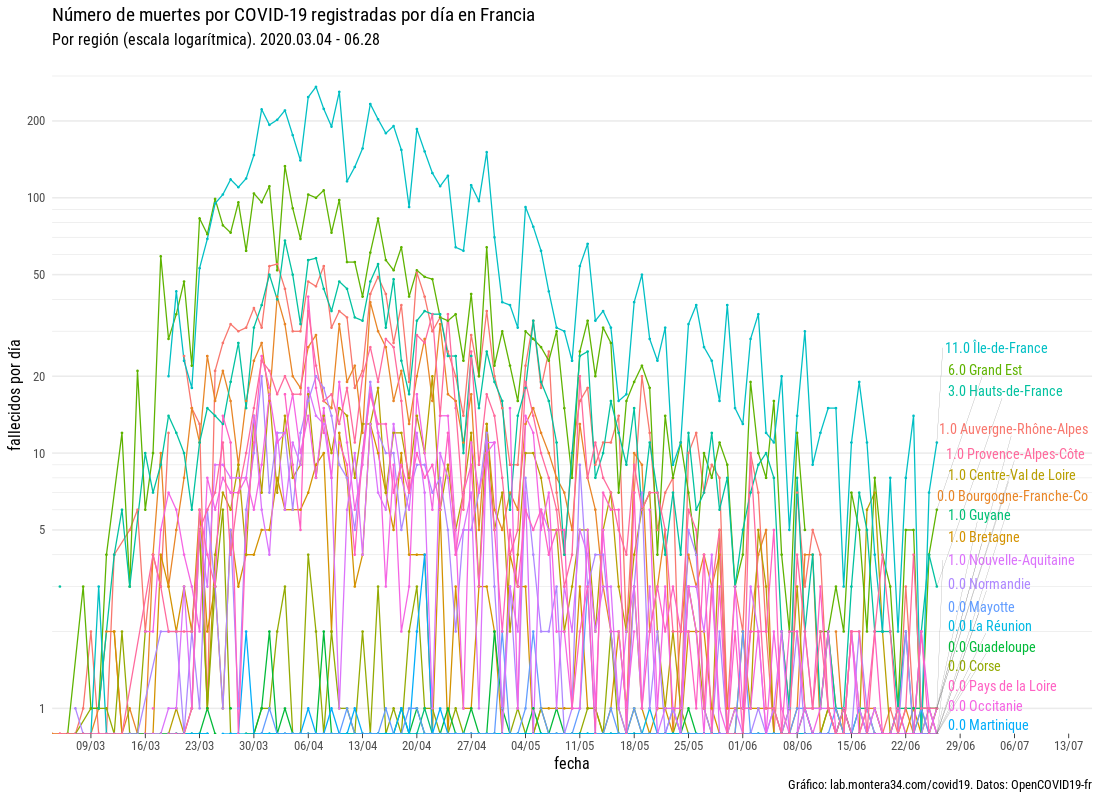 Número de muertes por COVID-19 registradas por día en Francia
Por región (escala logarítmica). 2020.03.04 - 06.28
fallecidos por día
200
100
50
20
10
5
1
11.0 Île-de-France
6.0 Grand Est
3.0 Hauts-de-France
1.0 Auvergne-Rhône-Alpes
1.0 Provence-Alpes-Côte
1.0 Centre-Val de Loire
0.0 Bourgogne-Franche-Co
1.0 Guyane
1.0 Bretagne
1.0 Nouvelle-Aquitaine
0.0 Normandie
0.0 Mayotte
0.0 La Réunion
0.0 Guadeloupe
0.0 Corse
0.0 Pays de la Loire
0.0 Occitanie
0.0 Martinique
09/03 16/03 23/03 30/03 06/04 13/04 20/04 27/04 04/05 11/05 18/05 25/05 01/06 08/06 15/06 22/06 29/06 06/07 13/07
fecha
Gráfico: lab.montera34.com/covid19. Datos: OpenCOVID19-fr